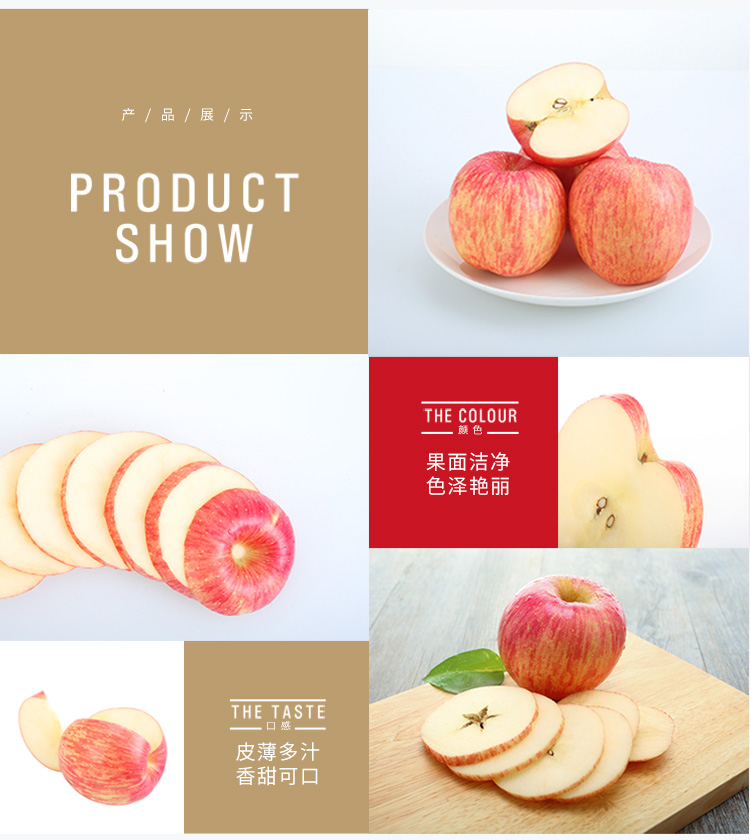 产 / 品 / 展 / 示
PRODUCT
SHOW
THE COLOUR
颜色
果面洁净
色泽艳丽
THE TASTE
口感
皮薄多汁
香甜可口